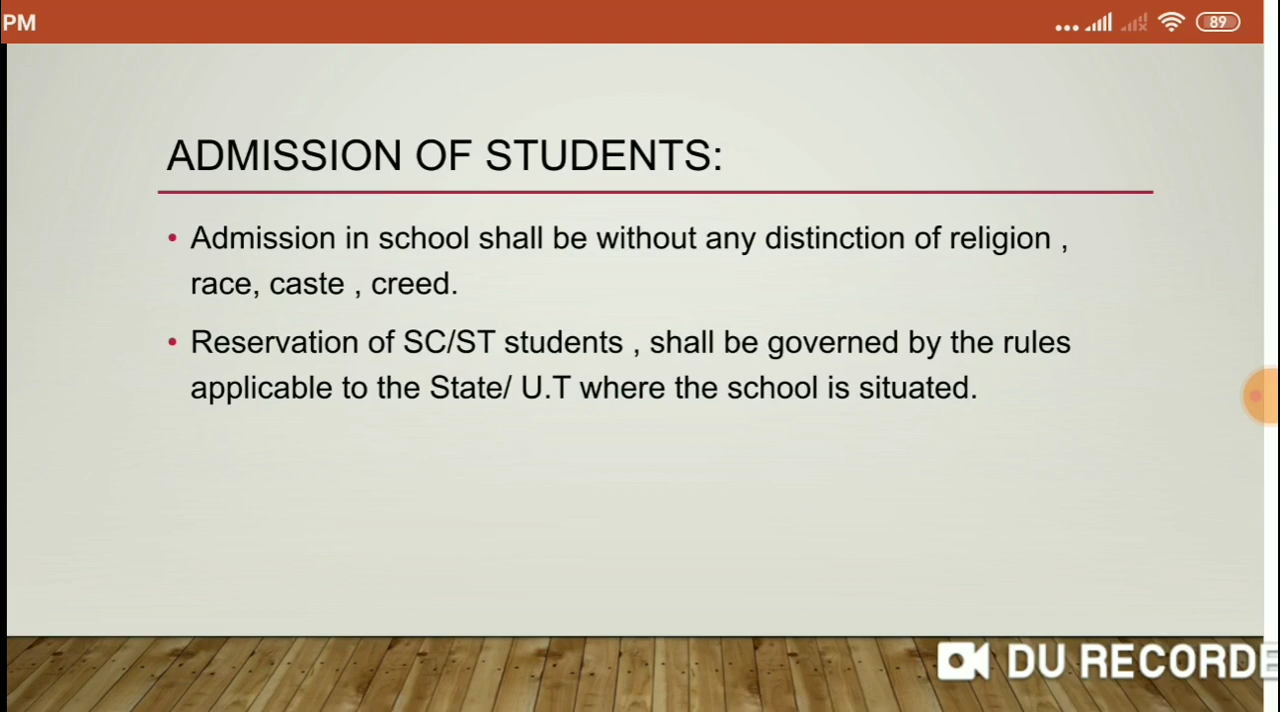 PM
89
ADMISSION OF STUDENTS:
• Admission in school shall be without any distinction of religion ,
race, caste , creed.
• Reservation of SC/ST students , shall be governed by the rules
applicable to the State/ U.T where the school is situated.
DU RECORDE